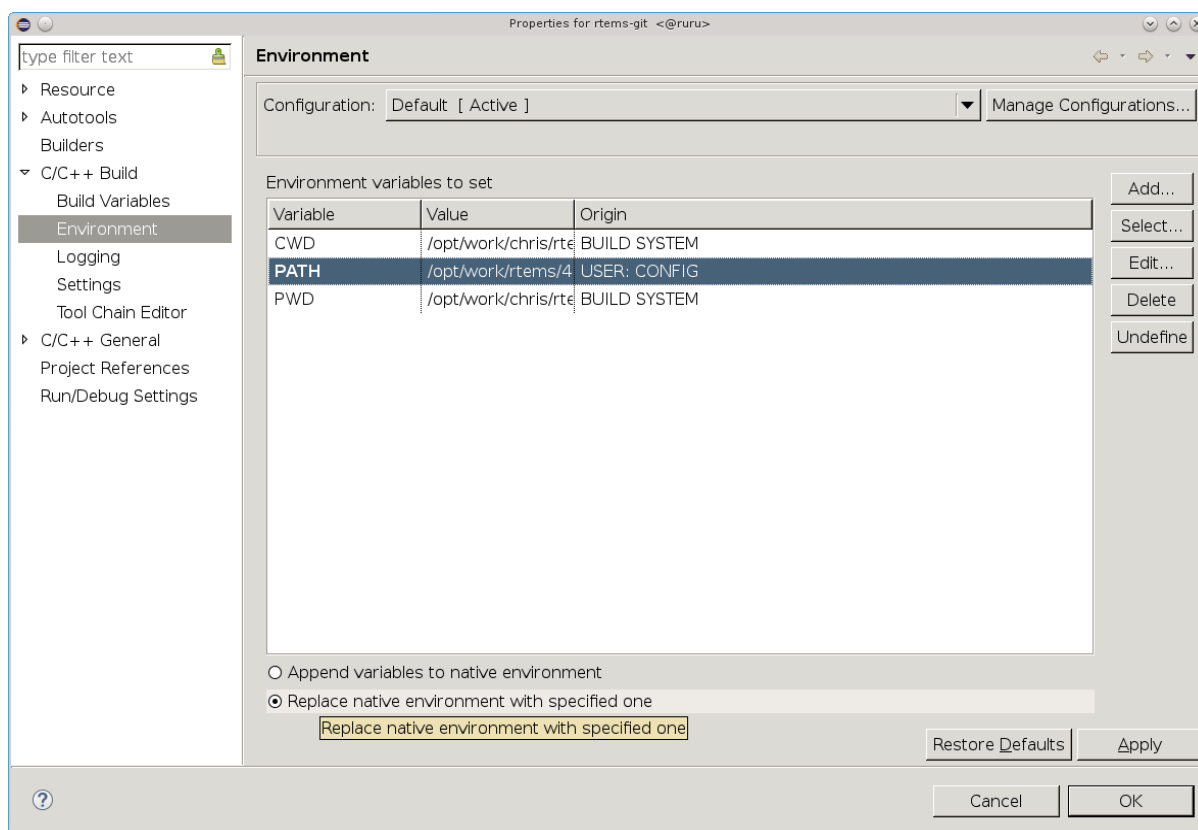 Properties for rtems-git <@ruru>
type filter text
Resource
Autotools
Builders
C/C++ Build
Build Variables
Environment
Logging
Settings
Tool Chain Editor
C/C++ General
Project References
Run/Debug Settings
Environment
Configuration: Default [ Active ] Manage Configurations...
Environment variables to set
Variable Value Origin
CWD /opt/work/chris/rte BUILD SYSTEM
PATH /opt/work/rtems/4 USER: CONFIG
PWD /opt/work/chris/rte BUILD SYSTEM
Add...
Select...
Edit...
Delete
Undefine
Append variables to native environment
Replace native environment with specified one
Replace native environment with specified one
Restore Defaults Apply
? Cancel OK